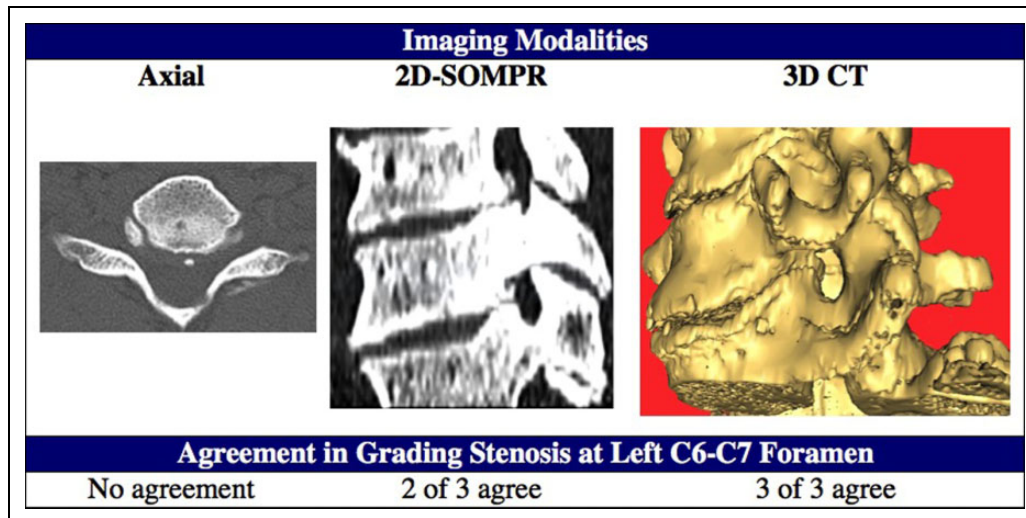 Imaging Modalities
Axial 2D-SOMPR 3D CT
Agreement in Grading Stenosis at Left C6-C7 Foramen
No agreement 2 of 3 agree 3 of 3 agree